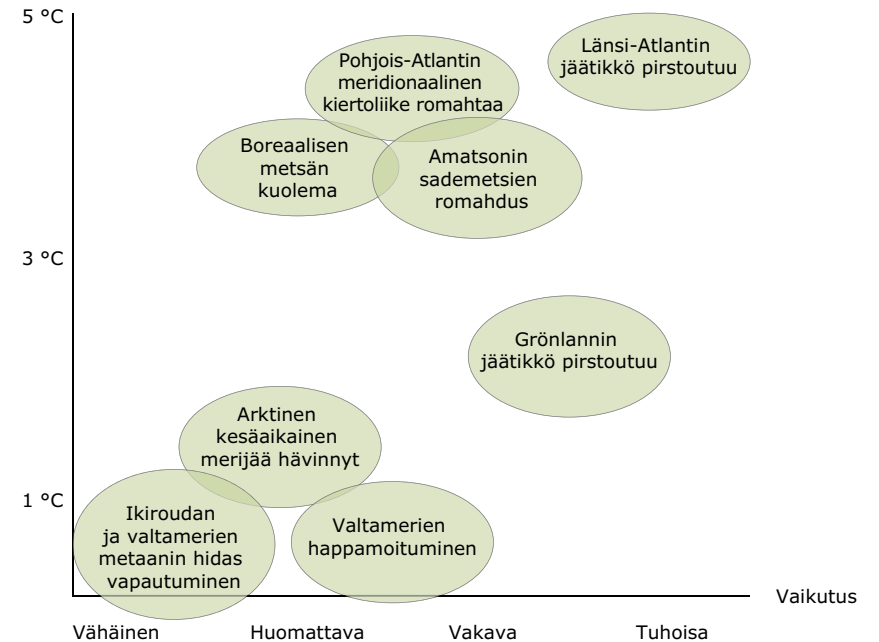 5 °C
Länsi-Atlantin
jäätikkö pirstoutuu
Pohjois-Atlantin
meridionaalinen
kiertoliike romahtaa
Boreaalisen
metsän
kuolema
Amatsonin
sademetsien
romahdus
3 °C
Grönlannin
jäätikkö pirstoutuu
Arktinen
kesäaikainen
merijää hävinnyt
1 °C
Ikiroudan
ja valtamerien
metaanin hidas
vapautuminen
Valtamerien
happamoituminen
Vaikutus
Vähäinen
Huomattava
Vakava
Tuhoisa